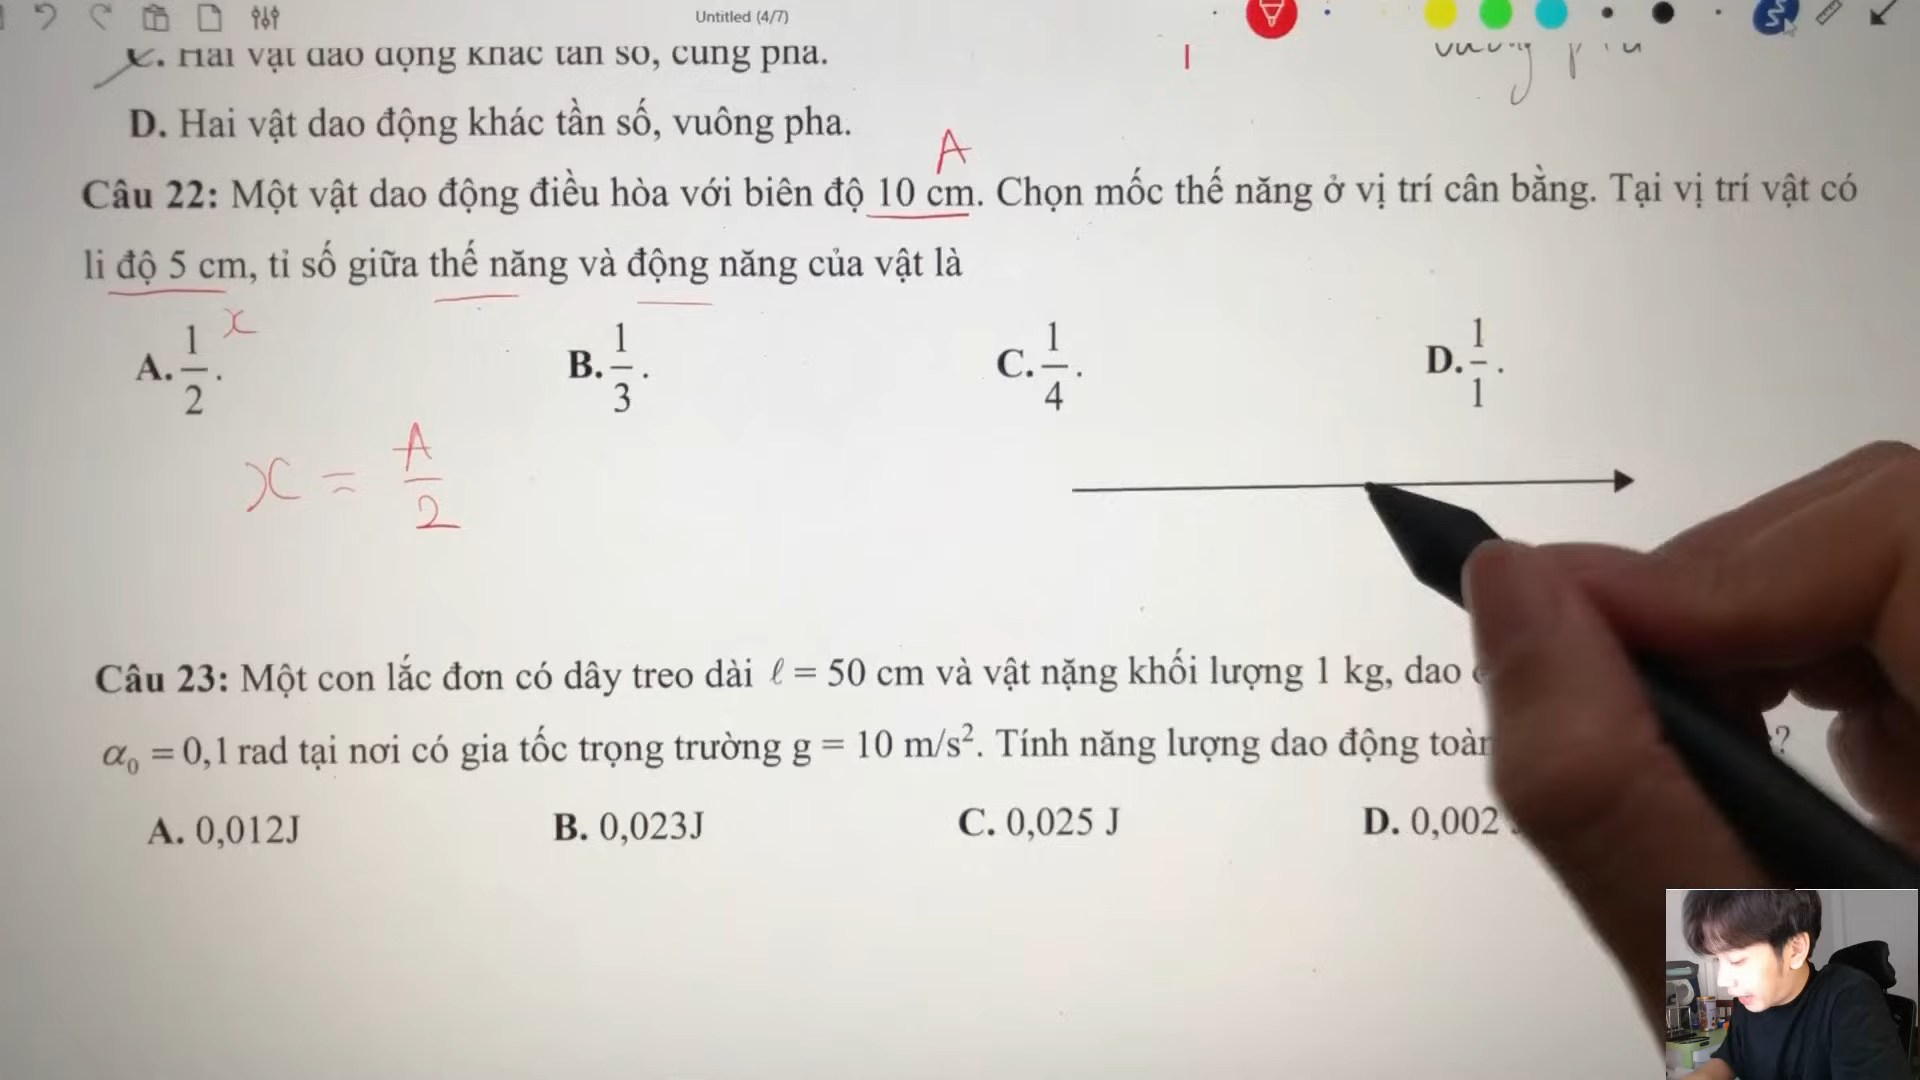 Untitled (4/7)
C. Hai vật dao động khác tần số, cùng pha.
vuông pha
D. Hai vật dao động khác tần số, vuông pha.
A
Câu 22: Một vật dao động điều hòa với biên độ 10 cm. Chọn mốc thế năng ở vị trí cân bằng. Tại vị trí vật có
li độ 5 cm, tỉ số giữa thế năng và động năng của vật là
x
A. 1/2. B. 1/3. C. 1/4. D. 1/1.
x = A/2
Câu 23: Một con lắc đơn có dây treo dài ℓ = 50 cm và vật nặng khối lượng 1 kg, dao
α₀ = 0,1 rad tại nơi có gia tốc trọng trường g = 10 m/s². Tính năng lượng dao động ?
A. 0,012J B. 0,023J C. 0,025 J D. 0,002